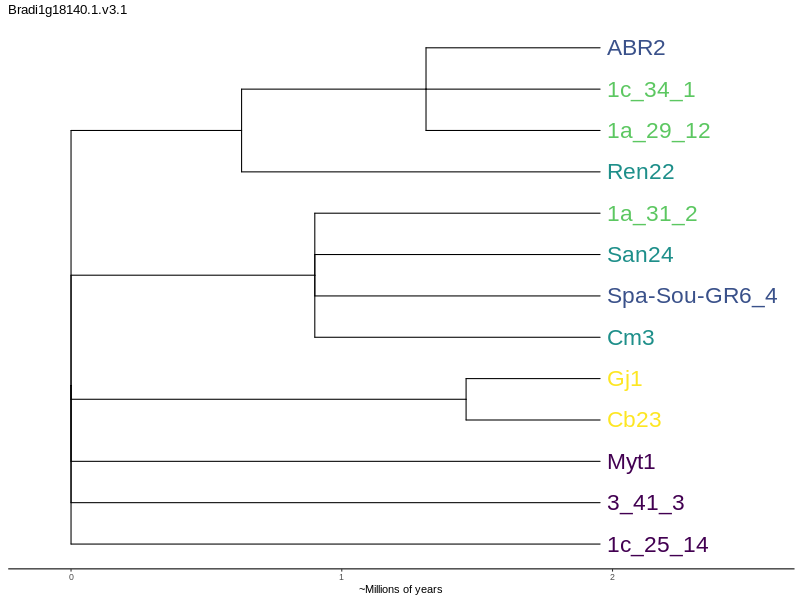 Bradi1g18140.1.v3.1
ABR2
1c_34_1
1a_29_12
Ren22
1a_31_2
San24
Spa-Sou-GR6_4
Cm3
Gj1
Cb23
Myt1
3_41_3
1c_25_14
0 1 2
~Millions of years